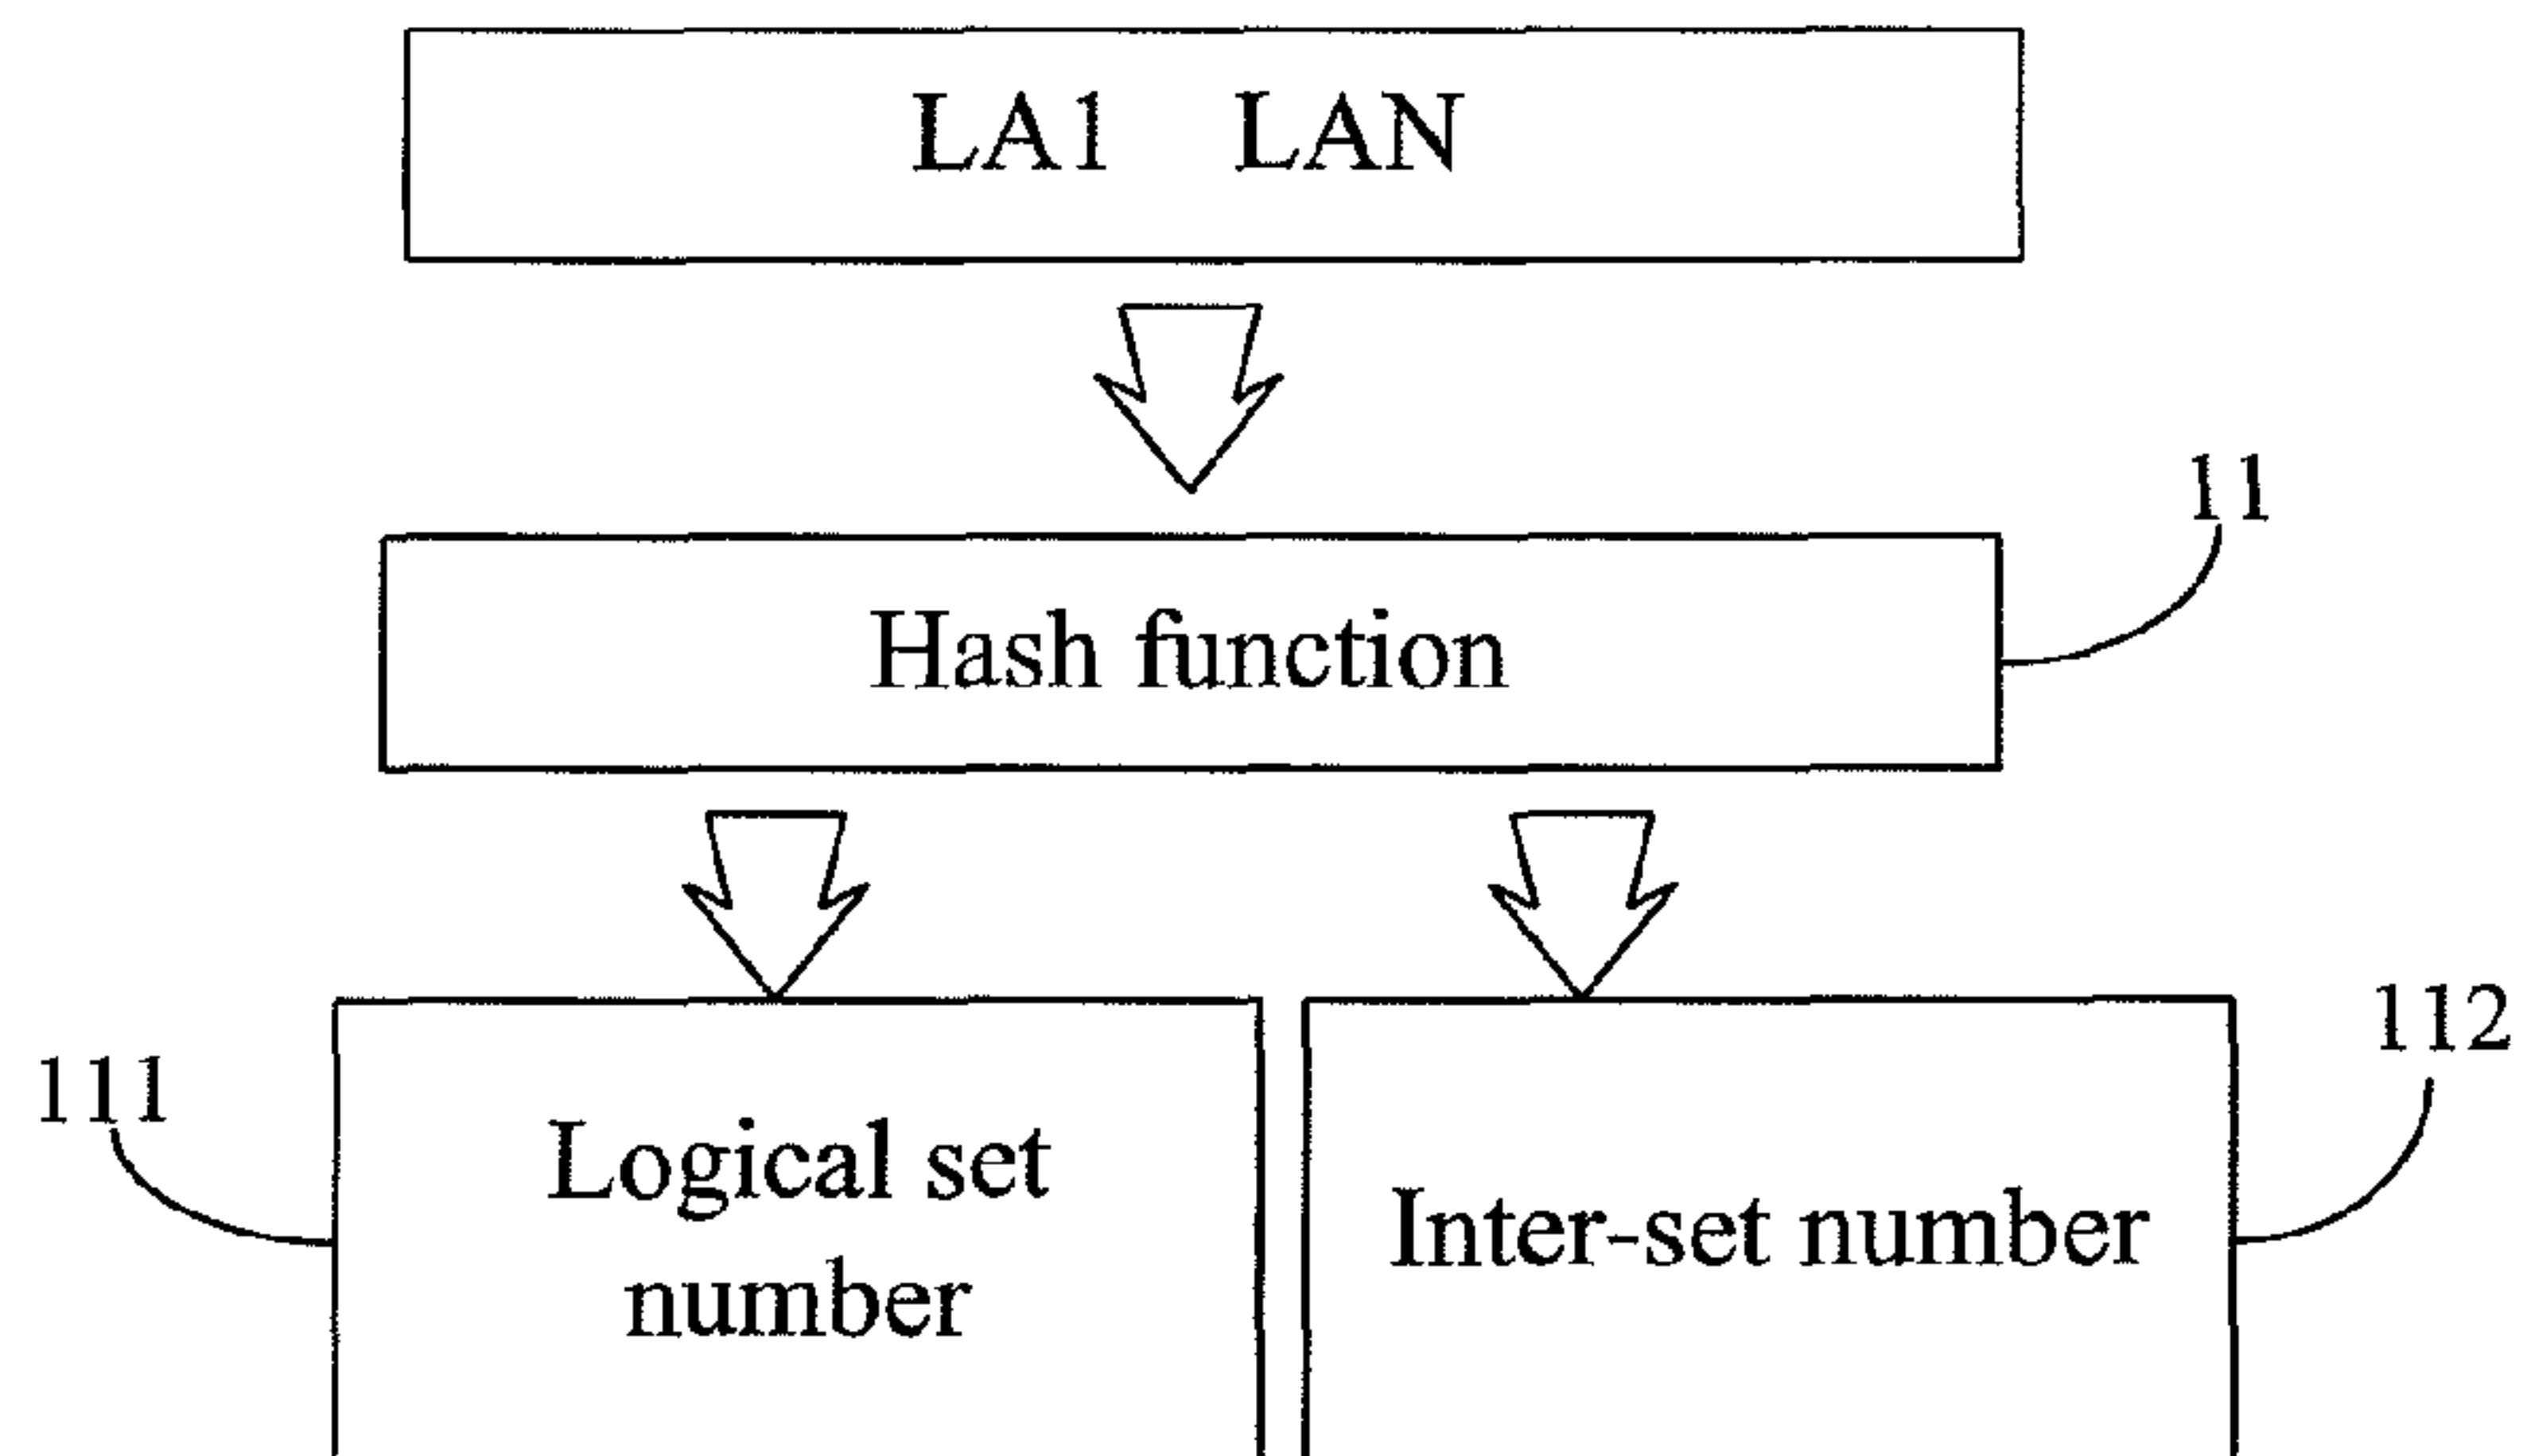 LA1 LAN
11
Hash function
111
Logical set
number
112
Inter-set number